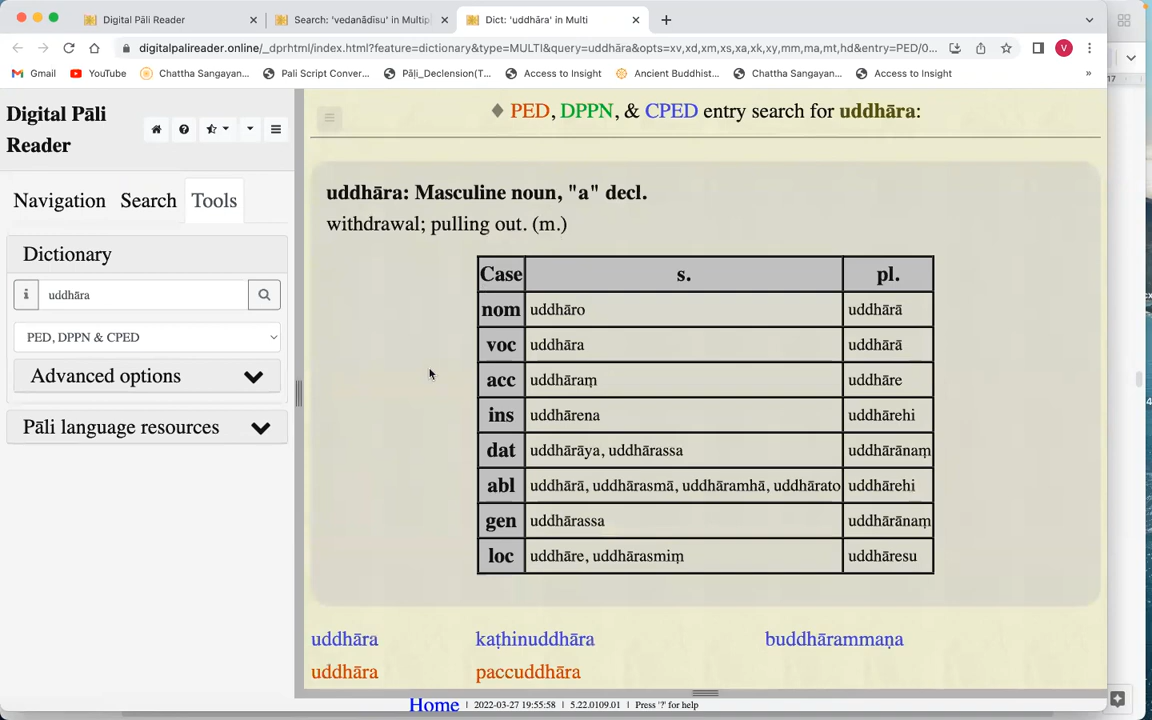 Digital Pāli Reader
Search: 'vedanādisu' in Multip
Dict: 'uddhāra' in Multi
digitalpalireader.online/_dprhtml/index.html?feature=dictionary&type=MULTI&query=uddhāra&opts=xv,xd,xm,xs,xa,xk,xy,mm,ma,mt,hd&entry=PED/0...
V
Gmail
YouTube
Chattha Sangayan...
Pali Script Conver...
Pāḷi_Declension(T...
Access to Insight
Ancient Buddhist...
Chattha Sangayan...
Access to Insight
»
17
Digital Pāli
Reader
Navigation
Search
Tools
Dictionary
uddhāra
PED, DPPN & CPED
Advanced options
Pāli language resources
♦ PED, DPPN, & CPED entry search for uddhāra:
uddhāra: Masculine noun, "a" decl.
withdrawal; pulling out. (m.)
Case s. pl.
nom uddhāro uddhārā
voc uddhāra uddhārā
acc uddhāraṃ uddhāre
ins uddhārena uddhārehi
dat uddhārāya, uddhārassa uddhārānaṃ
abl uddhārā, uddhārasmā, uddhāramhā, uddhārato uddhārehi
gen uddhārassa uddhārānaṃ
loc uddhāre, uddhārasmiṃ uddhāresu
uddhāra kaṭhinuddhāra buddhārammaṇa
uddhāra paccuddhāra
Home | 2022-03-27 19:55:58 | 5.22.0109.01 | Press '?' for help